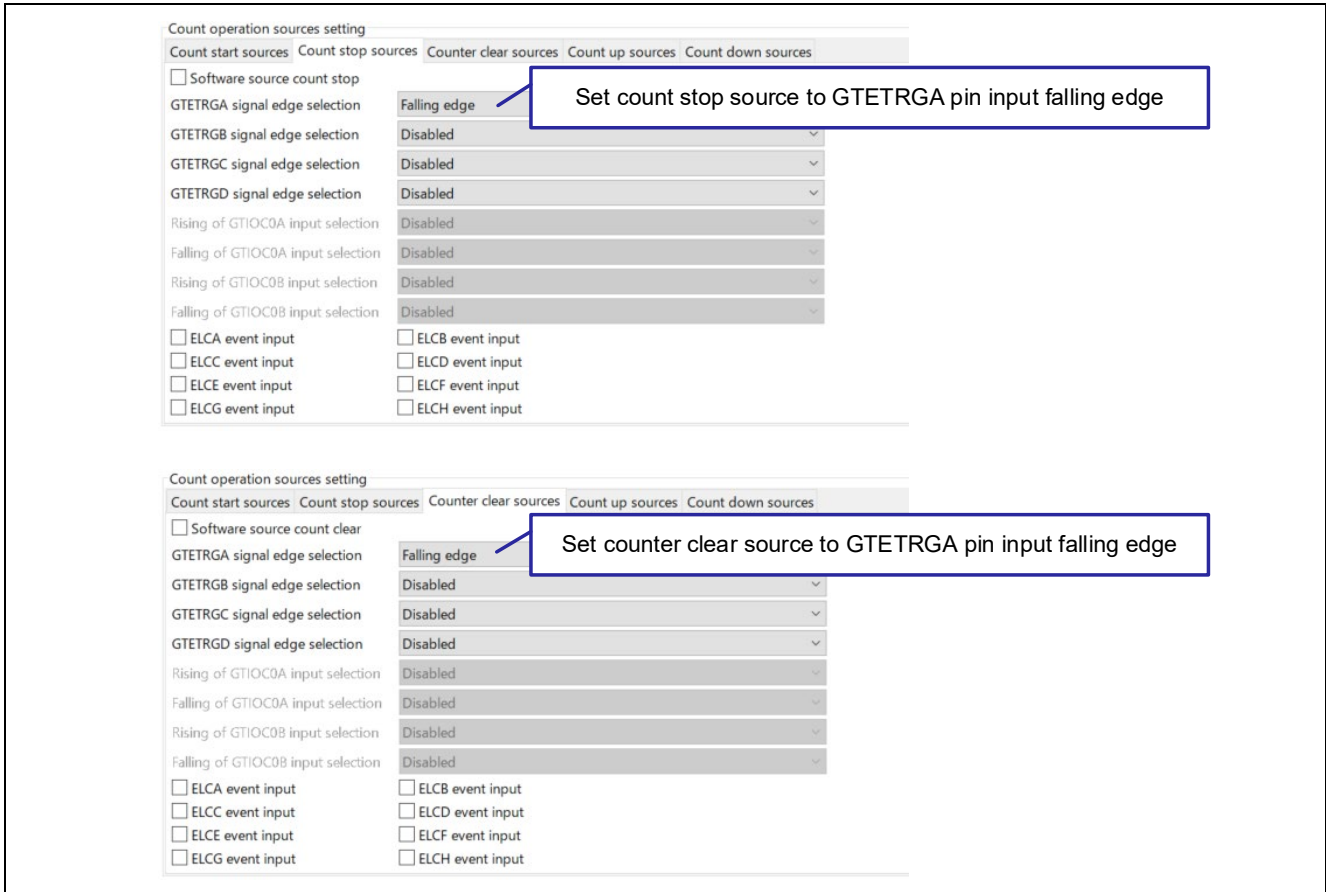 Count operation sources setting
Count start sources Count stop sources Counter clear sources Count up sources Count down sources
Software source count stop
GTETRGA signal edge selection Falling edge
Set count stop source to GTETRGA pin input falling edge
GTETRGB signal edge selection Disabled
GTETRGC signal edge selection Disabled
GTETRGD signal edge selection Disabled
Rising of GTIOC0A input selection Disabled
Falling of GTIOC0A input selection Disabled
Rising of GTIOC0B input selection Disabled
Falling of GTIOC0B input selection Disabled
ELCA event input ELCB event input
ELCC event input ELCD event input
ELCE event input ELCF event input
ELCG event input ELCH event input
Count operation sources setting
Count start sources Count stop sources Counter clear sources Count up sources Count down sources
Software source count clear
GTETRGA signal edge selection Falling edge
Set counter clear source to GTETRGA pin input falling edge
GTETRGB signal edge selection Disabled
GTETRGC signal edge selection Disabled
GTETRGD signal edge selection Disabled
Rising of GTIOC0A input selection Disabled
Falling of GTIOC0A input selection Disabled
Rising of GTIOC0B input selection Disabled
Falling of GTIOC0B input selection Disabled
ELCA event input ELCB event input
ELCC event input ELCD event input
ELCE event input ELCF event input
ELCG event input ELCH event input